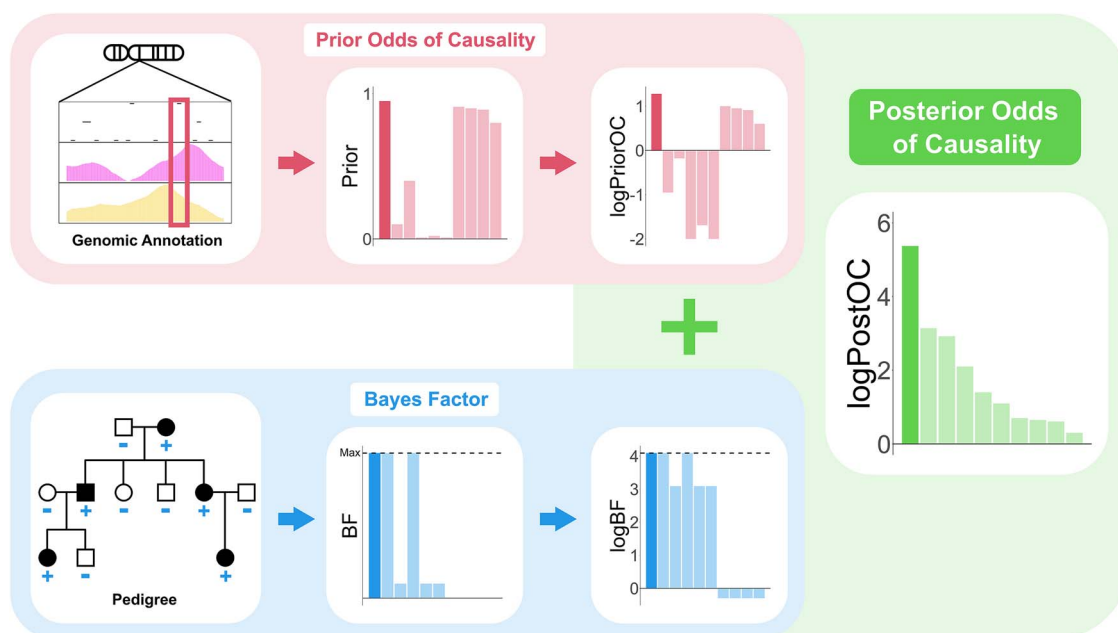 Prior Odds of Causality
Genomic Annotation
Prior
1
0
logPriorOC
1
0
-1
-2
Posterior Odds
of Causality
logPostOC
6
4
2
0
+
Bayes Factor
-
+
-
+
-
-
+
-
+
-
+
Pedigree
BF
Max
logBF
4
3
2
1
0